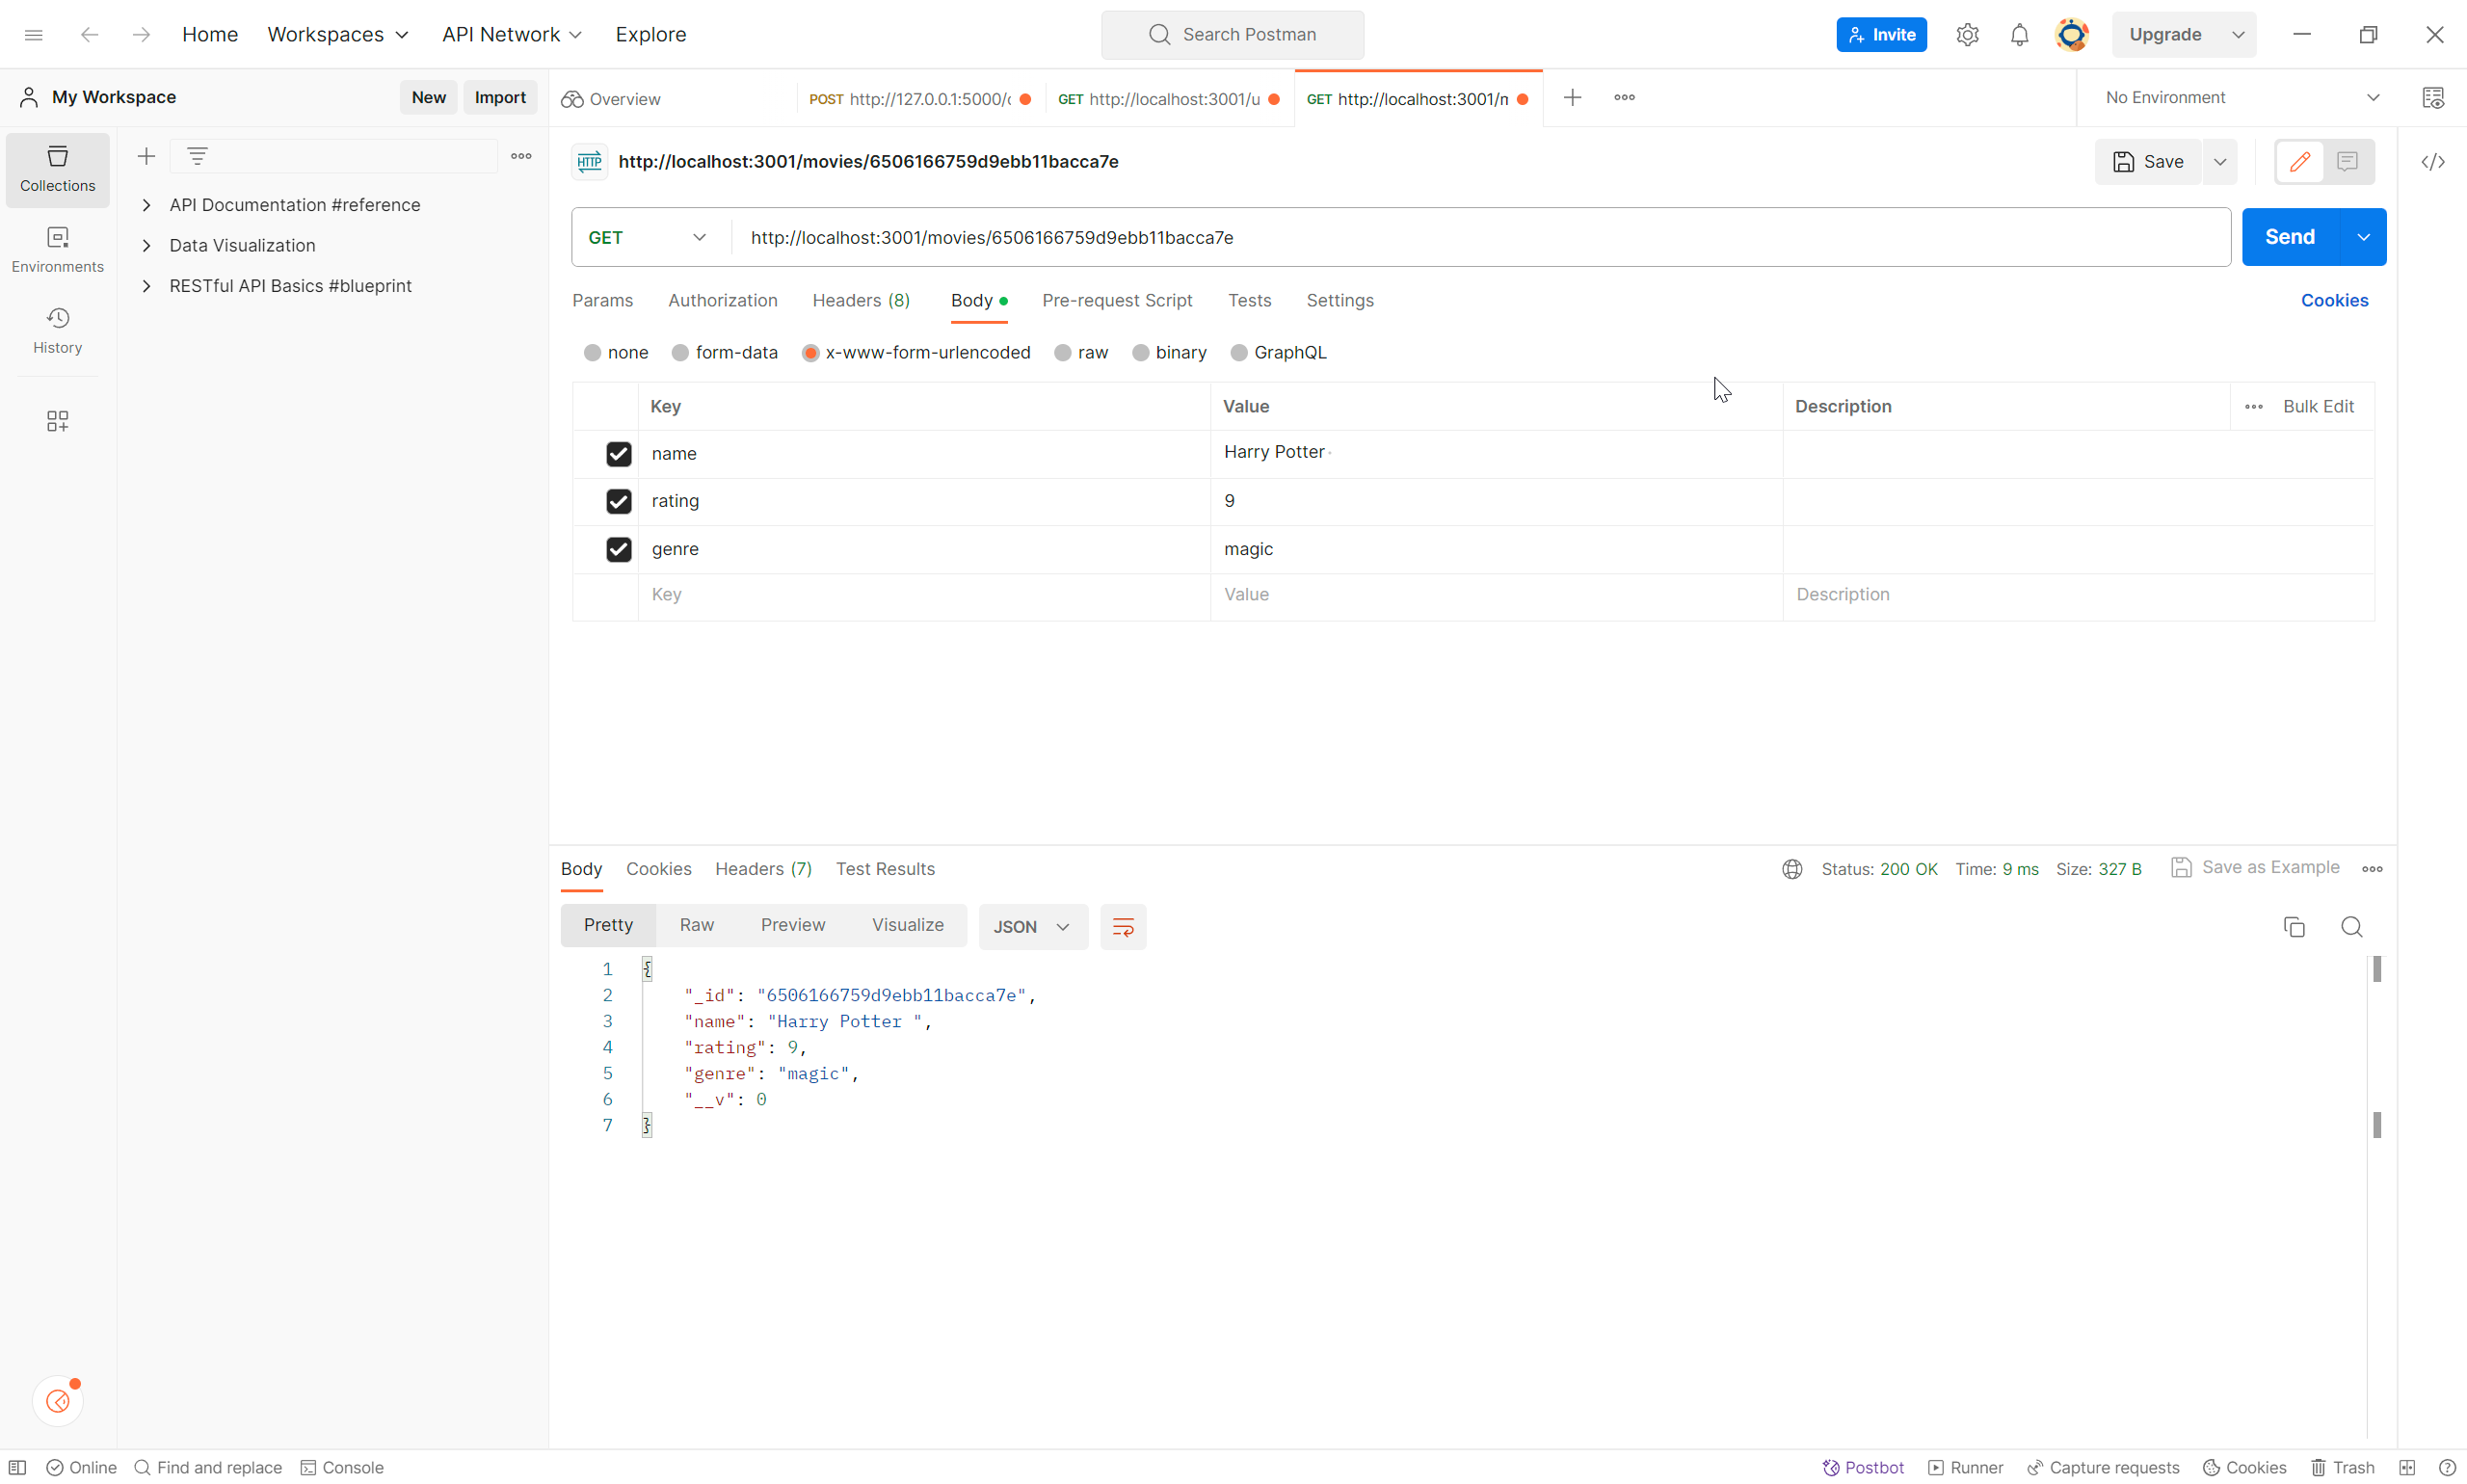 Home Workspaces API Network Explore Search Postman Invite Upgrade
My Workspace New Import Overview POST http://127.0.0.1:5000/ GET http://localhost:3001/u GET http://localhost:3001/n No Environment
Collections
Environments
History
API Documentation #reference
Data Visualization
RESTful API Basics #blueprint
HTTP http://localhost:3001/movies/6506166759d9ebb11bacca7e Save
GET http://localhost:3001/movies/6506166759d9ebb11bacca7e Send
Params Authorization Headers (8) Body Pre-request Script Tests Settings Cookies
none form-data x-www-form-urlencoded raw binary GraphQL
Key Value Description Bulk Edit
name Harry Potter
rating 9
genre magic
Key Value Description
Body Cookies Headers (7) Test Results Status: 200 OK Time: 9 ms Size: 327 B Save as Example
Pretty Raw Preview Visualize JSON
1 {
2 "_id": "6506166759d9ebb11bacca7e",
3 "name": "Harry Potter ",
4 "rating": 9,
5 "genre": "magic",
6 "__v": 0
7 }
Online Find and replace Console Postbot Runner Capture requests Cookies Trash